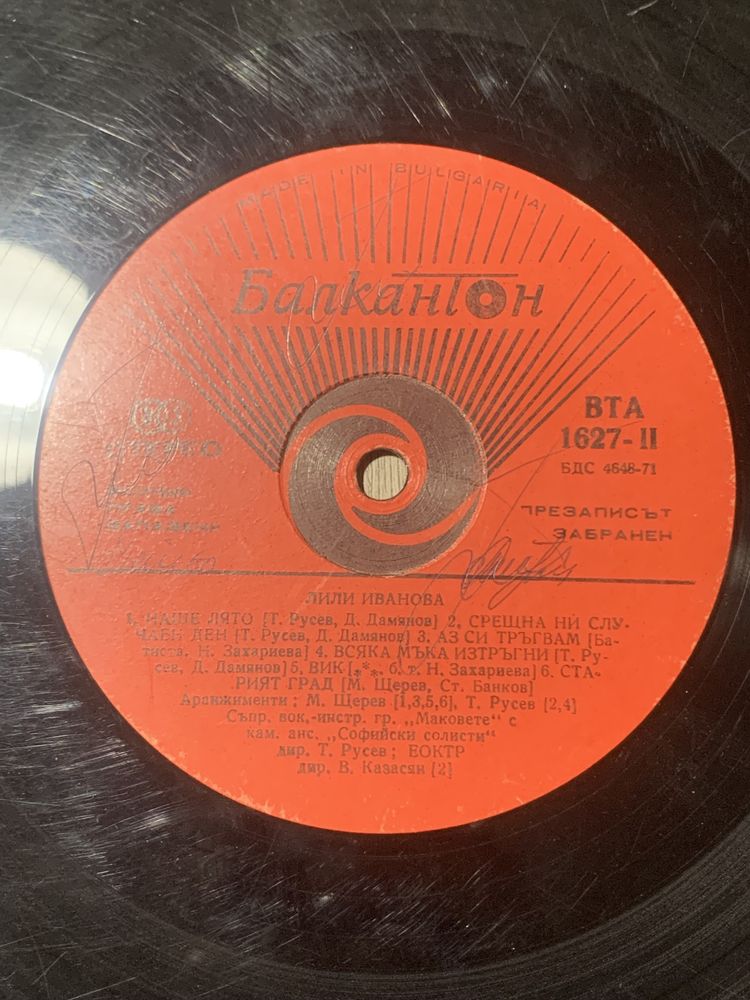 MADE IN BULGARIA
Балкантон
СТЕРЕО
ВТА
1627-II
БДС 4648-71
ПРЕЗАПИСЪТ
ЗАБРАНЕН
ЛИЛИ ИВАНОВА
1. НАШЕ ЛЯТО [Т. Русев, Д. Дамянов] 2. СРЕЩНА НИ СЛУ-
ЧАЕН ДЕН [Т. Русев, Д. Дамянов] 3. АЗ СИ ТРЪГВАМ [Ба-
тиста, Н. Захариева] 4. ВСЯКА МЪКА ИЗТРЪГНИ [Т. Ру-
сев, Д. Дамянов] 5. ВИК [.*. б. т. Н. Захариева] 6. СТА-
РИЯТ ГРАД [М. Щерев, Ст. Банков]
Аранжименти: М. Щерев [1,3,5,6], Т. Русев [2,4]
Съпр. вок.-инстр. гр. „Маковете“ с
кам. анс. „Софийски солисти“
дир. Т. Русев; ЕОКТР
дир. В. Казасян [2]